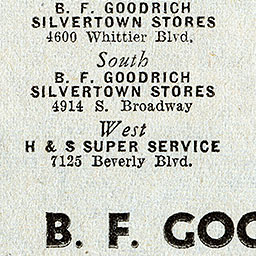 B. F. GOODRICH
SILVERTOWN STORES
4600 Whittier Blvd.
South
B. F. GOODRICH
SILVERTOWN STORES
4914 S. Broadway
West
H & S SUPER SERVICE
7125 Beverly Blvd.
B. F. GOO